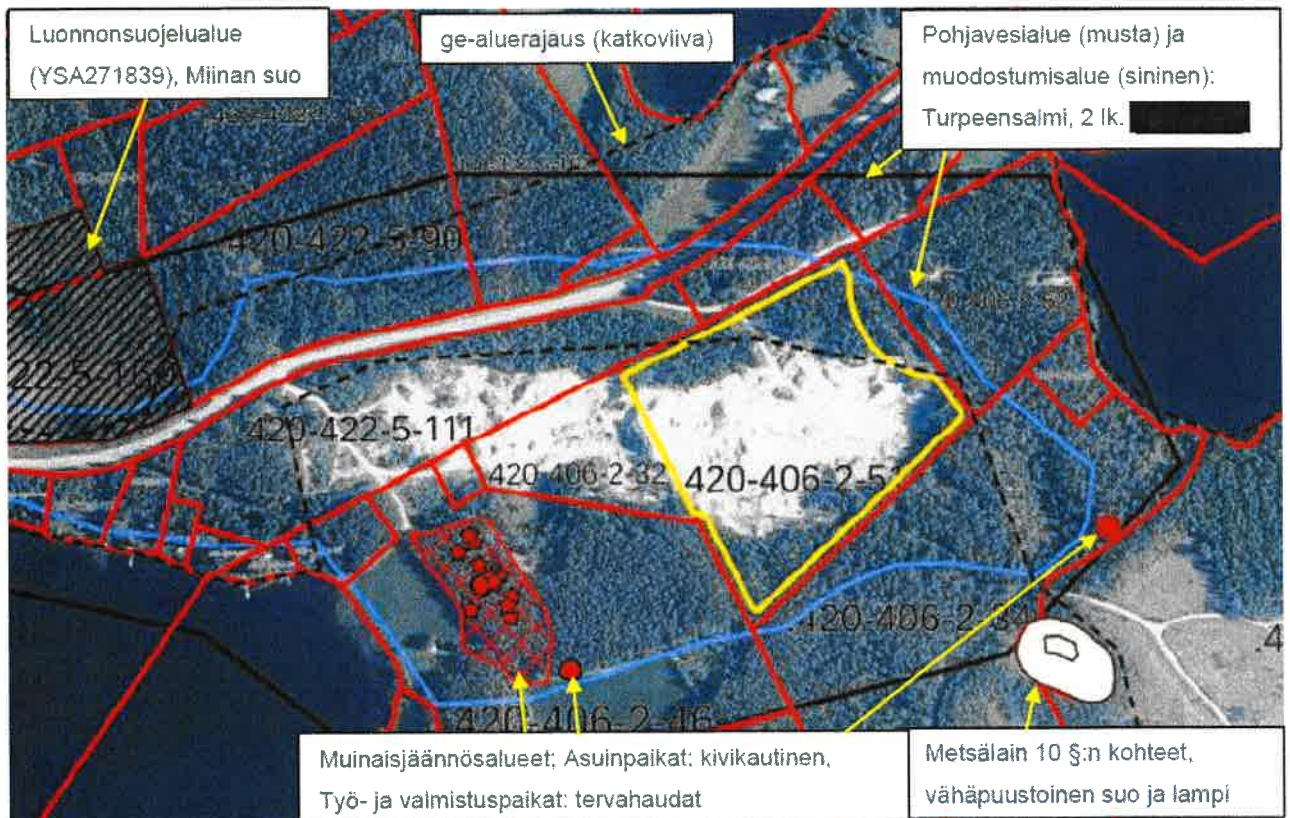 Luonnonsuojelualue
(YSA271839), Miinan suo
ge-aluerajaus (katkoviiva)
Pohjavesialue (musta) ja
muodostumisalue (sininen):
Turpeensalmi, 2 lk.
420-422-5-90
420-422-5-111
420-406-2-32
420-406-2-5
420-406-2-34
420-406-2-46
.4
Muinaisjäännösalueet; Asuinpaikat: kivikautinen,
Työ- ja valmistuspaikat: tervahaudat
Metsälain 10 §:n kohteet,
vähäpuustoinen suo ja lampi